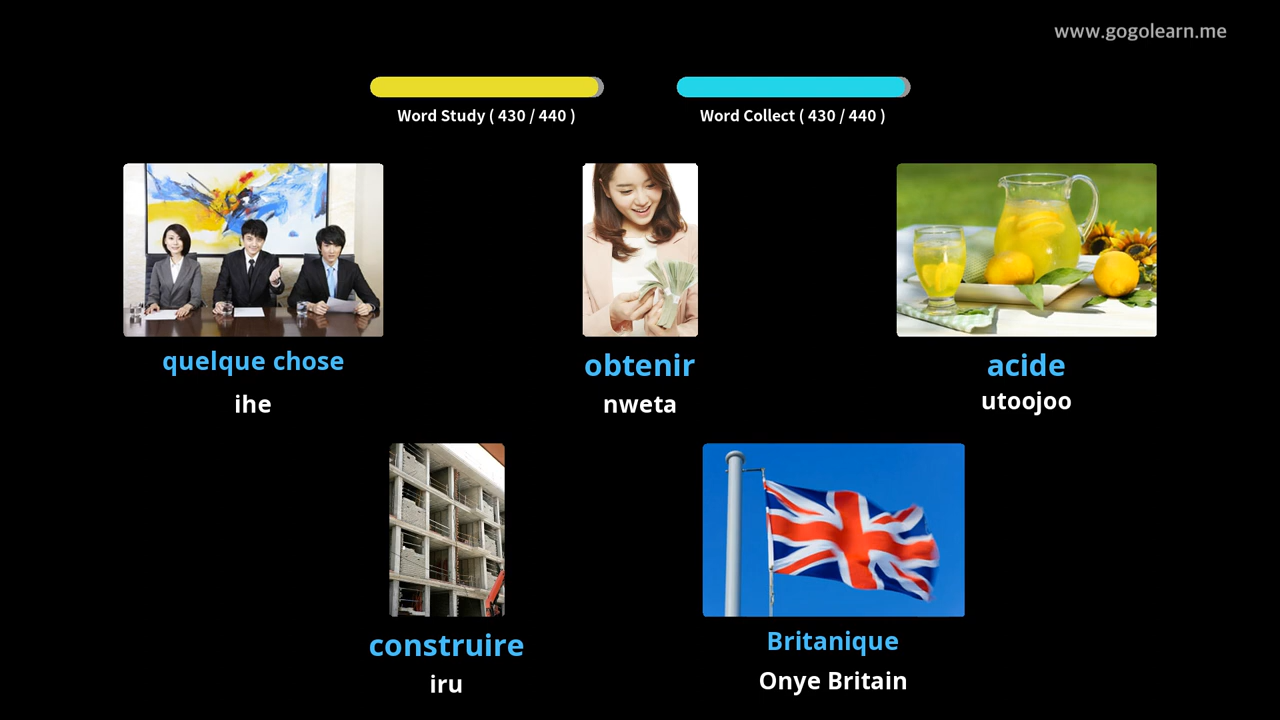 www.gogolearn.me
Word Study ( 430 / 440 )
Word Collect ( 430 / 440 )
quelque chose
ihe
obtenir
nweta
acide
utoojoo
construire
iru
Britanique
Onye Britain